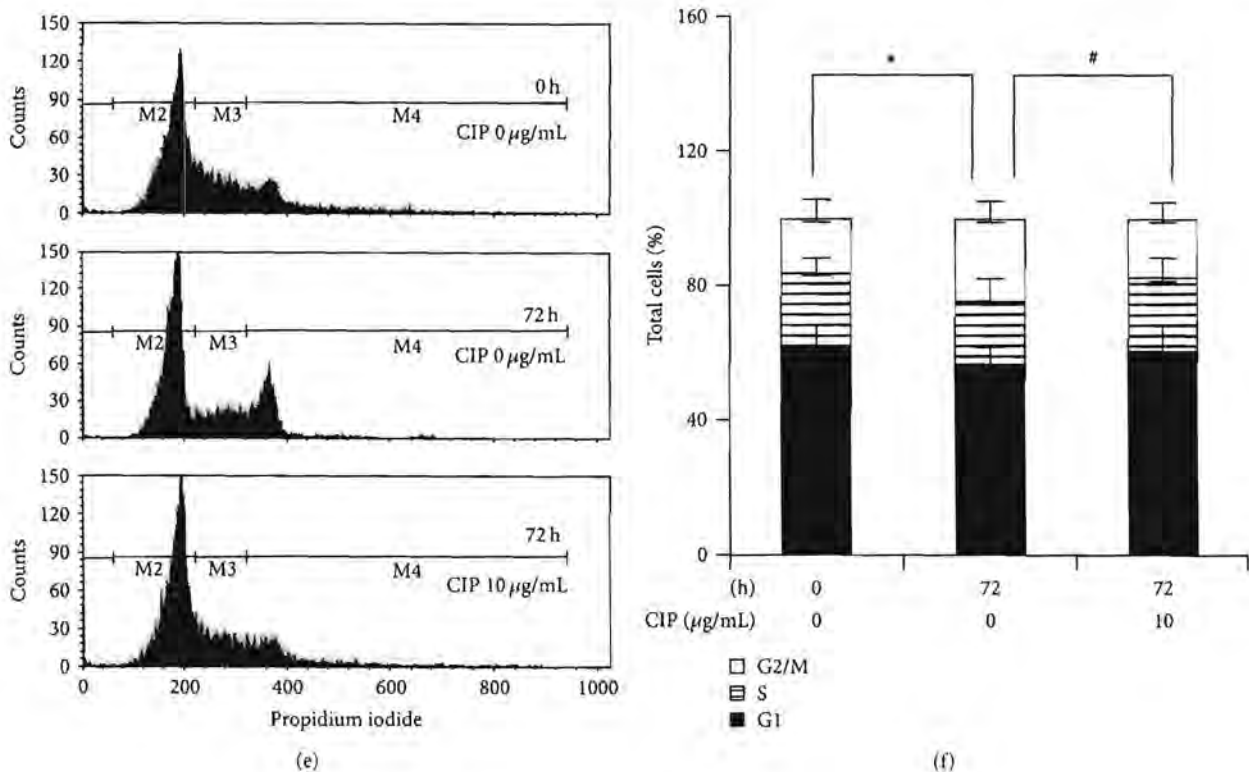 150
120
90
60
30
0
Counts
0 h
M2
M3
M4
CIP 0 μg/mL
150
120
90
60
30
0
Counts
72 h
M2
M3
M4
CIP 0 μg/mL
150
120
90
60
30
0
Counts
72 h
M2
M3
M4
CIP 10 μg/mL
0 200 400 600 800 1000
Propidium iodide
(e)
160
120
80
40
0
Total cells (%)
*
#
(h) 0 72 72
CIP (μg/mL) 0 0 10
G2/M
S
G1
(f)